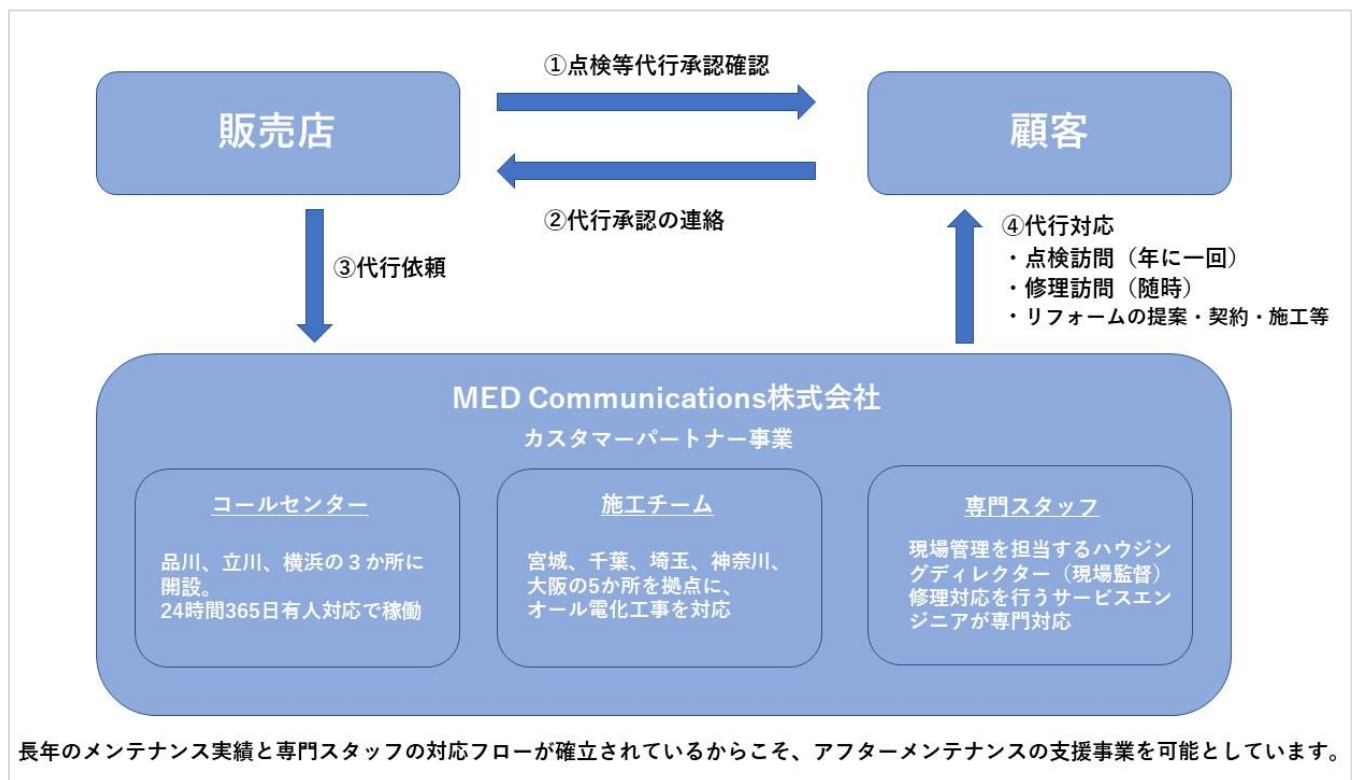 ①点検等代行承認確認
販売店
顧客
②代行承認の連絡
③代行依頼
④代行対応
・点検訪問（年に一回）
・修理訪問（随時）
・リフォームの提案・契約・施工等
MED Communications株式会社
カスタマーパートナー事業
コールセンター
品川、立川、横浜の３か所に
開設。
24時間365日有人対応で稼働
施工チーム
宮城、千葉、埼玉、神奈川、
大阪の5か所を拠点に、
オール電化工事を対応
専門スタッフ
現場管理を担当するハウジン
グディレクター（現場監督）
修理対応を行うサービスエン
ジニアが専門対応
長年のメンテナンス実績と専門スタッフの対応フローが確立されているからこそ、アフターメンテナンスの支援事業を可能としています。